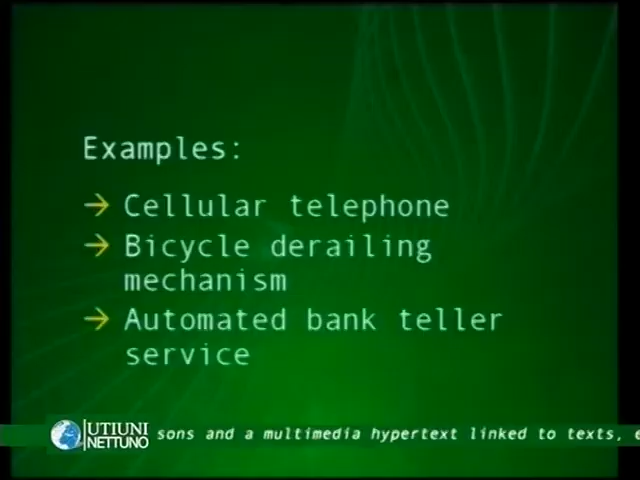 Examples:
→ Cellular telephone
→ Bicycle derailing
mechanism
→ Automated bank teller
service
UTIUNI
NETTUNO
sons and a multimedia hypertext linked to texts,